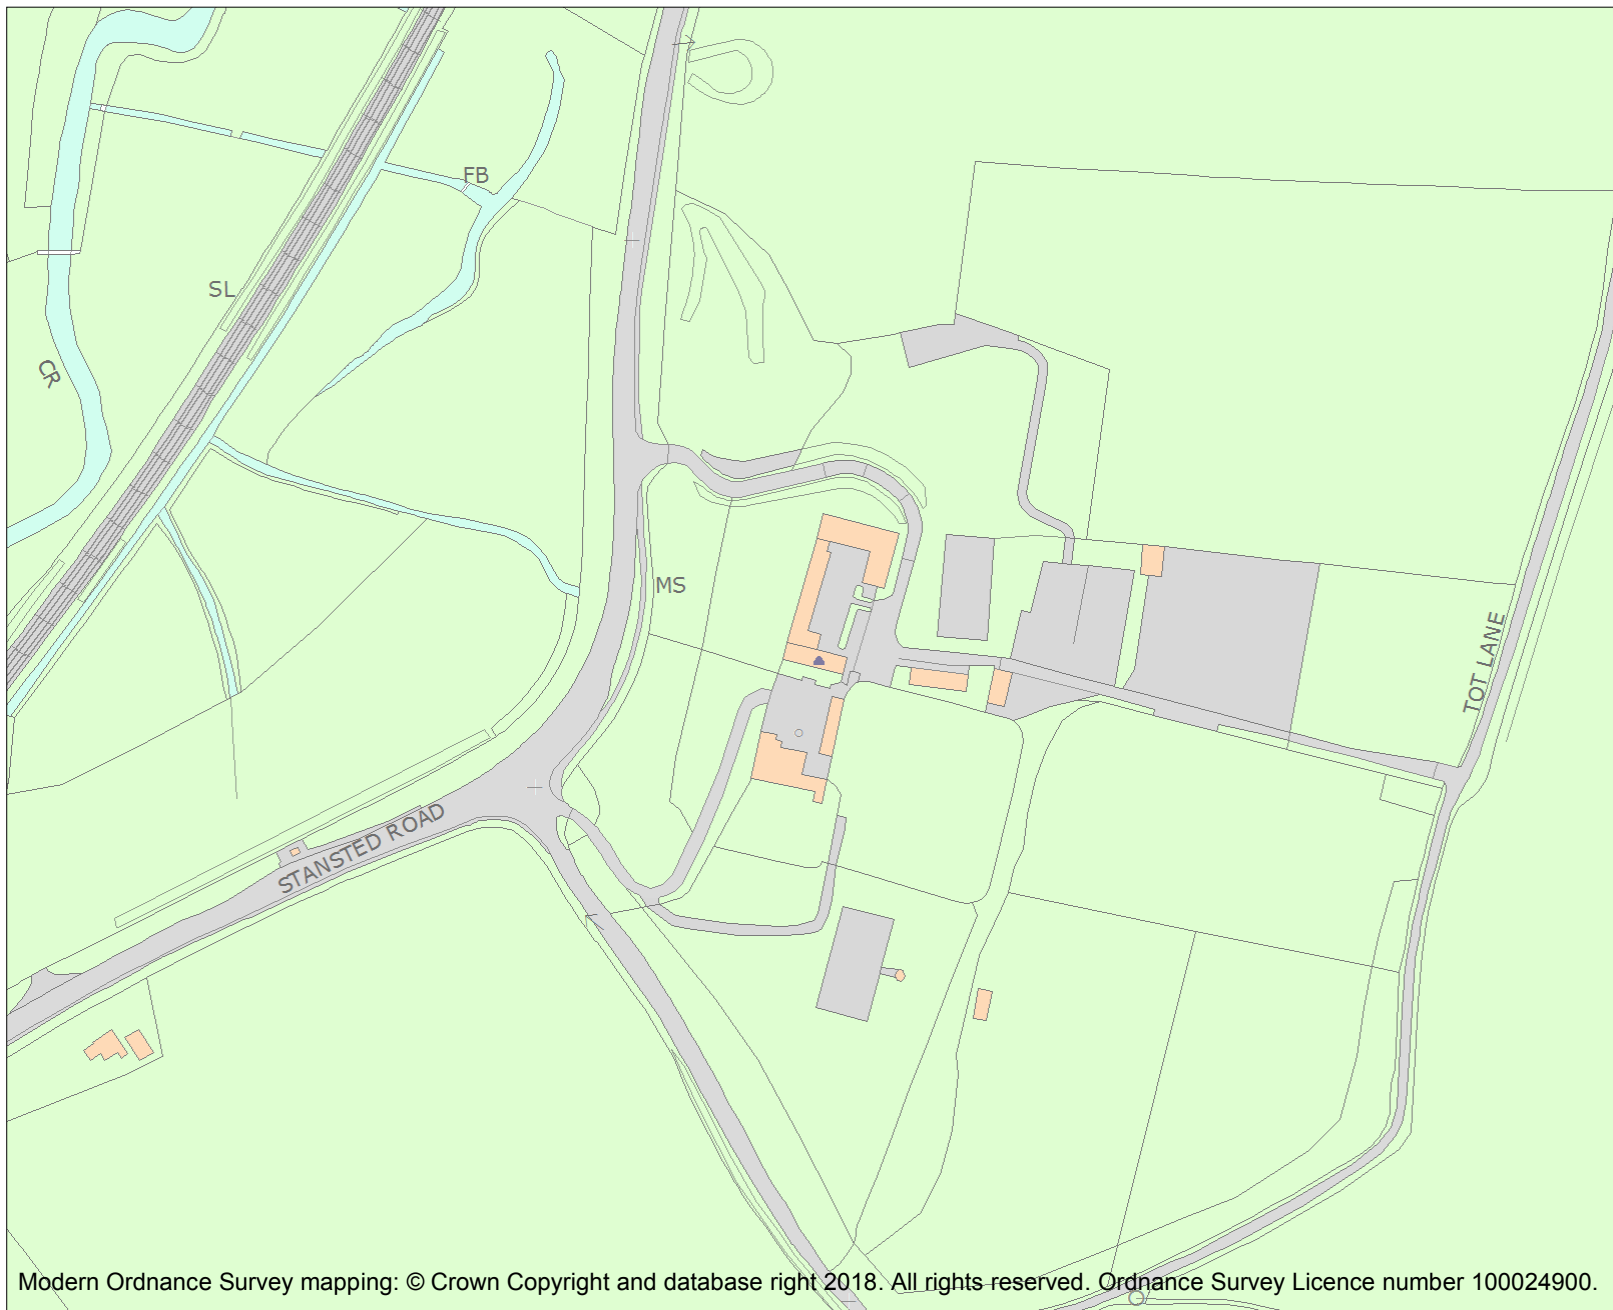 FB
SL
CR
MS
TOT LANE
STANSTED ROAD
Modern Ordnance Survey mapping: © Crown Copyright and database right 2018. All rights reserved. Ordnance Survey Licence number 100024900.